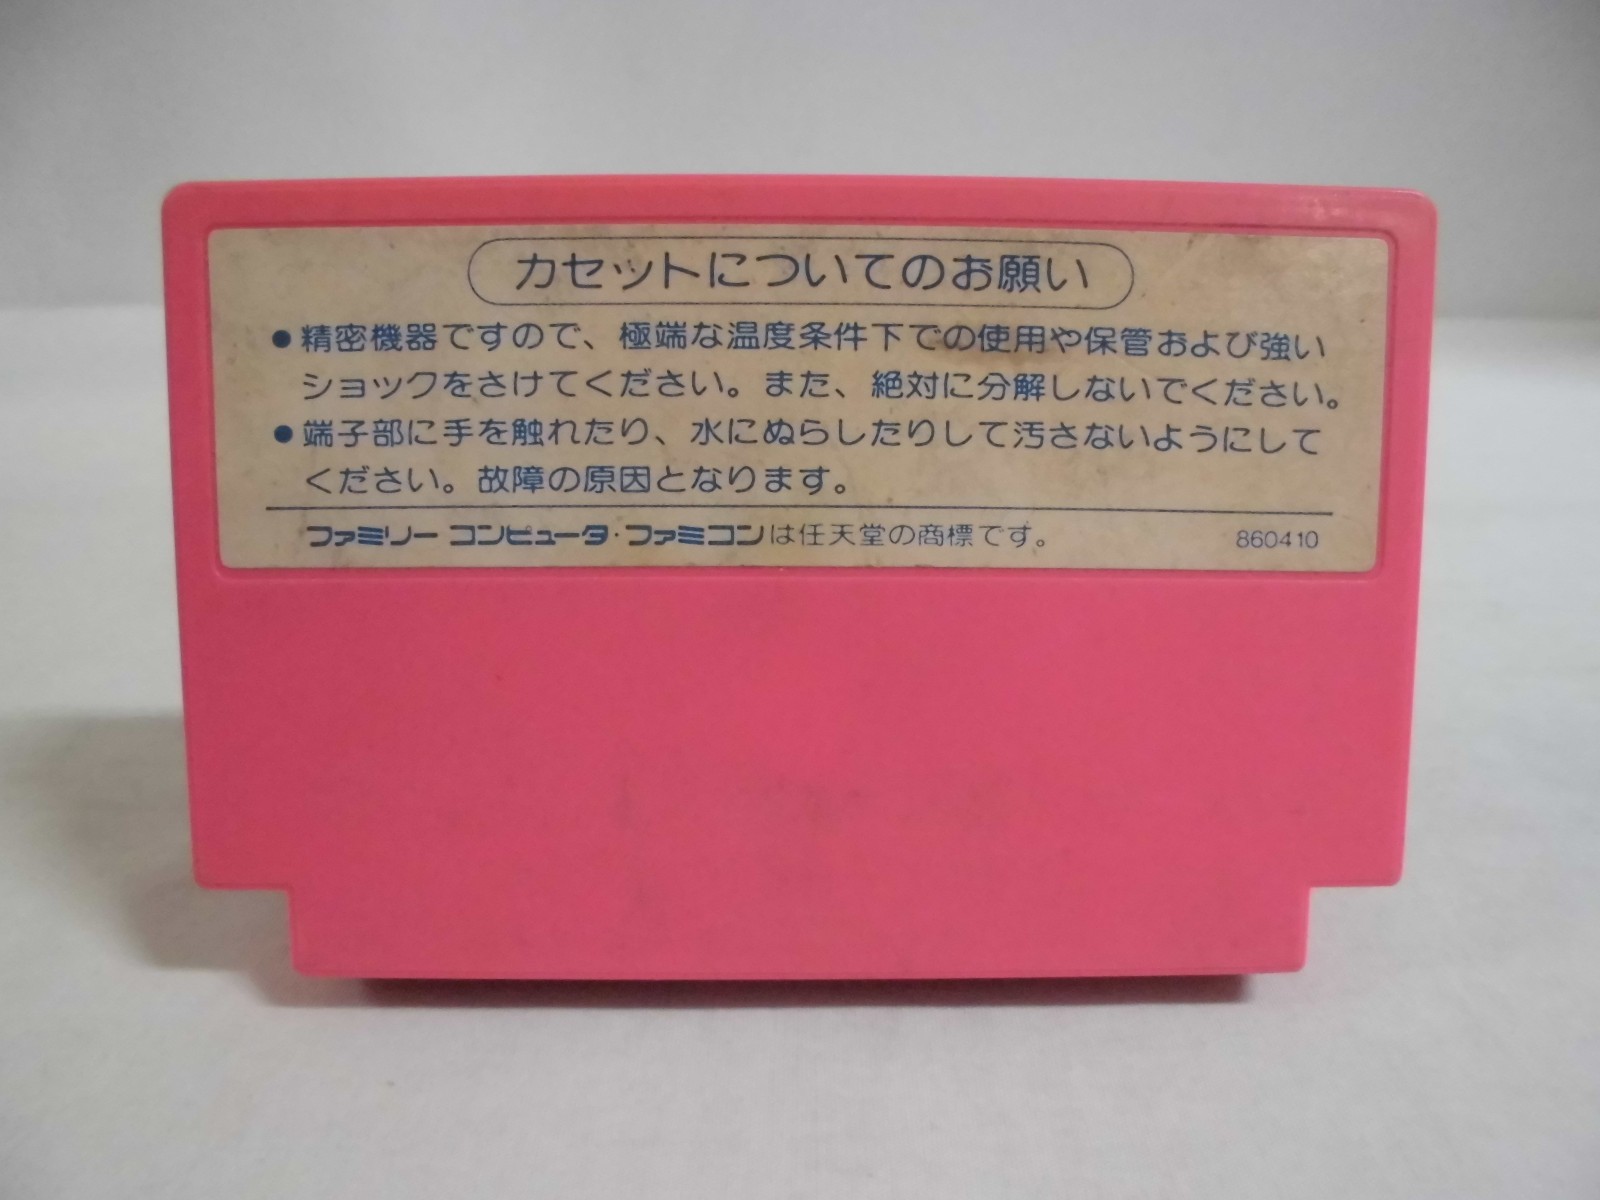 カセットについてのお願い
●精密機器ですので、極端な温度条件下での使用や保管および強い
ショックをさけてください。また、絶対に分解しないでください。
●端子部に手を触れたり、水にぬらしたりして汚さないようにして
ください。故障の原因となります。
ファミリー コンピュータ・ファミコンは任天堂の商標です。 860410